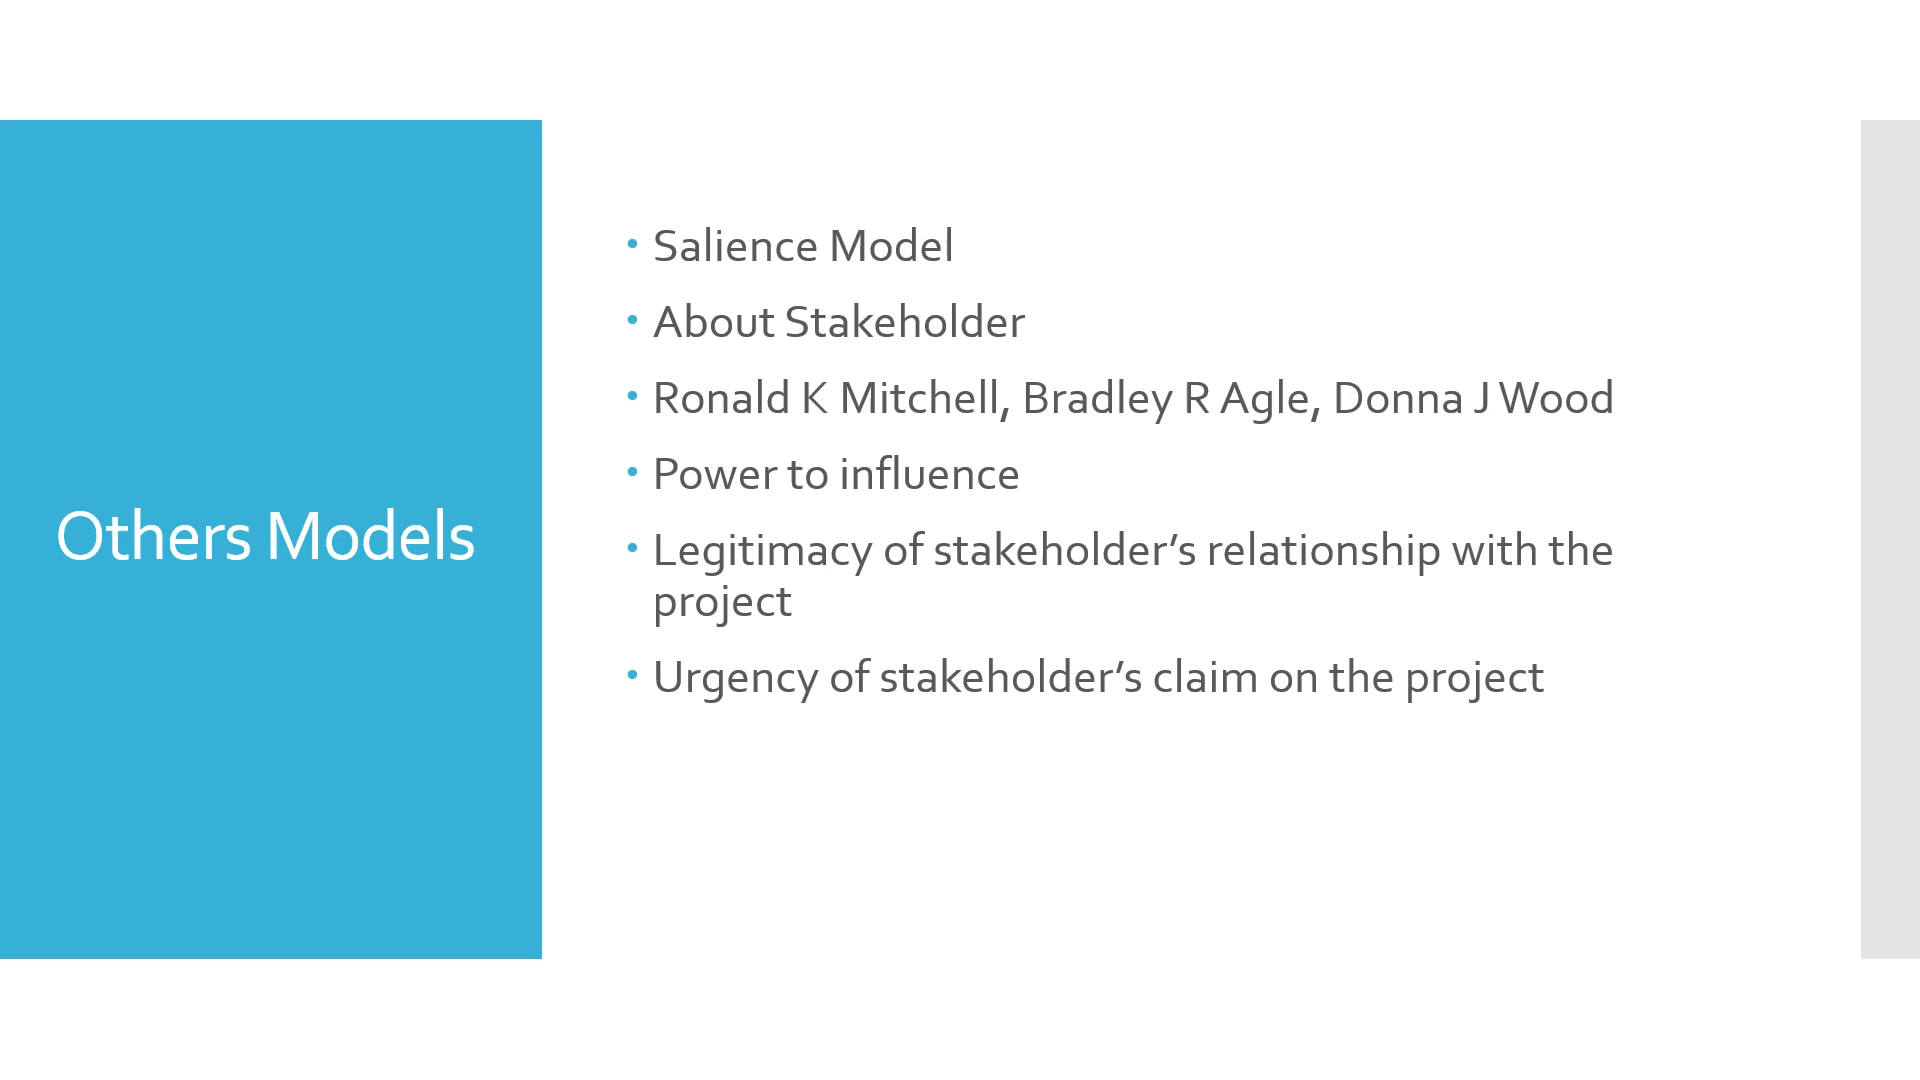 Others Models
• Salience Model
• About Stakeholder
• Ronald K Mitchell, Bradley R Agle, Donna J Wood
• Power to influence
• Legitimacy of stakeholder’s relationship with the
project
• Urgency of stakeholder’s claim on the project